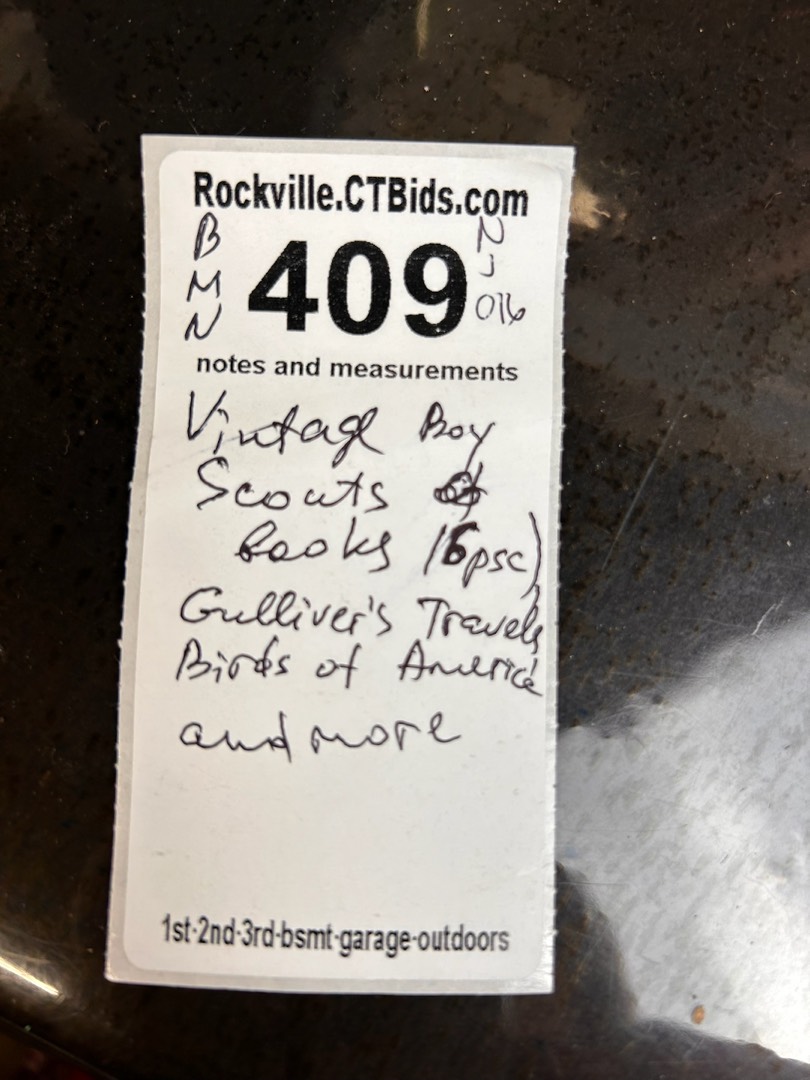 Rockville.CTBids.com
B
M
N
409
N
J
016
notes and measurements
Vintage Boy
Scouts
books (6psc),
Gulliver's Travels
Birds of America
and more
1st-2nd-3rd-bsmt-garage-outdoors